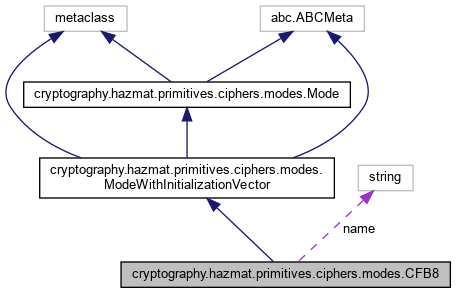 metaclass
abc.ABCMeta
cryptography.hazmat.primitives.ciphers.modes.Mode
cryptography.hazmat.primitives.ciphers.modes.
ModeWithInitializationVector
string
name
cryptography.hazmat.primitives.ciphers.modes.CFB8